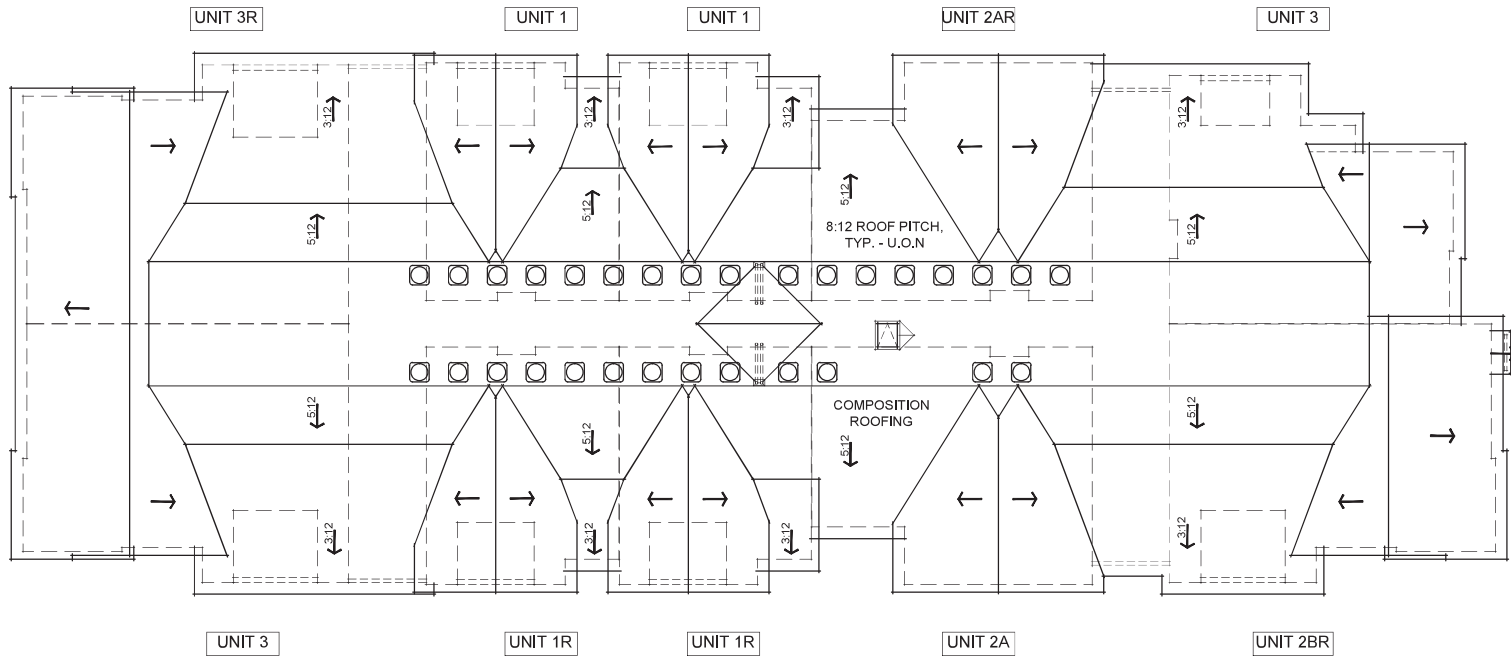 UNIT 3R
UNIT 1
UNIT 1
UNIT 2AR
UNIT 3
3:12
3:12
3:12
3:12
5:12
5:12
5:12
5:12
8:12 ROOF PITCH,
TYP. - U.O.N
COMPOSITION
ROOFING
5:12
5:12
5:12
5:12
3:12
3:12
3:12
3:12
UNIT 3
UNIT 1R
UNIT 1R
UNIT 2A
UNIT 2BR